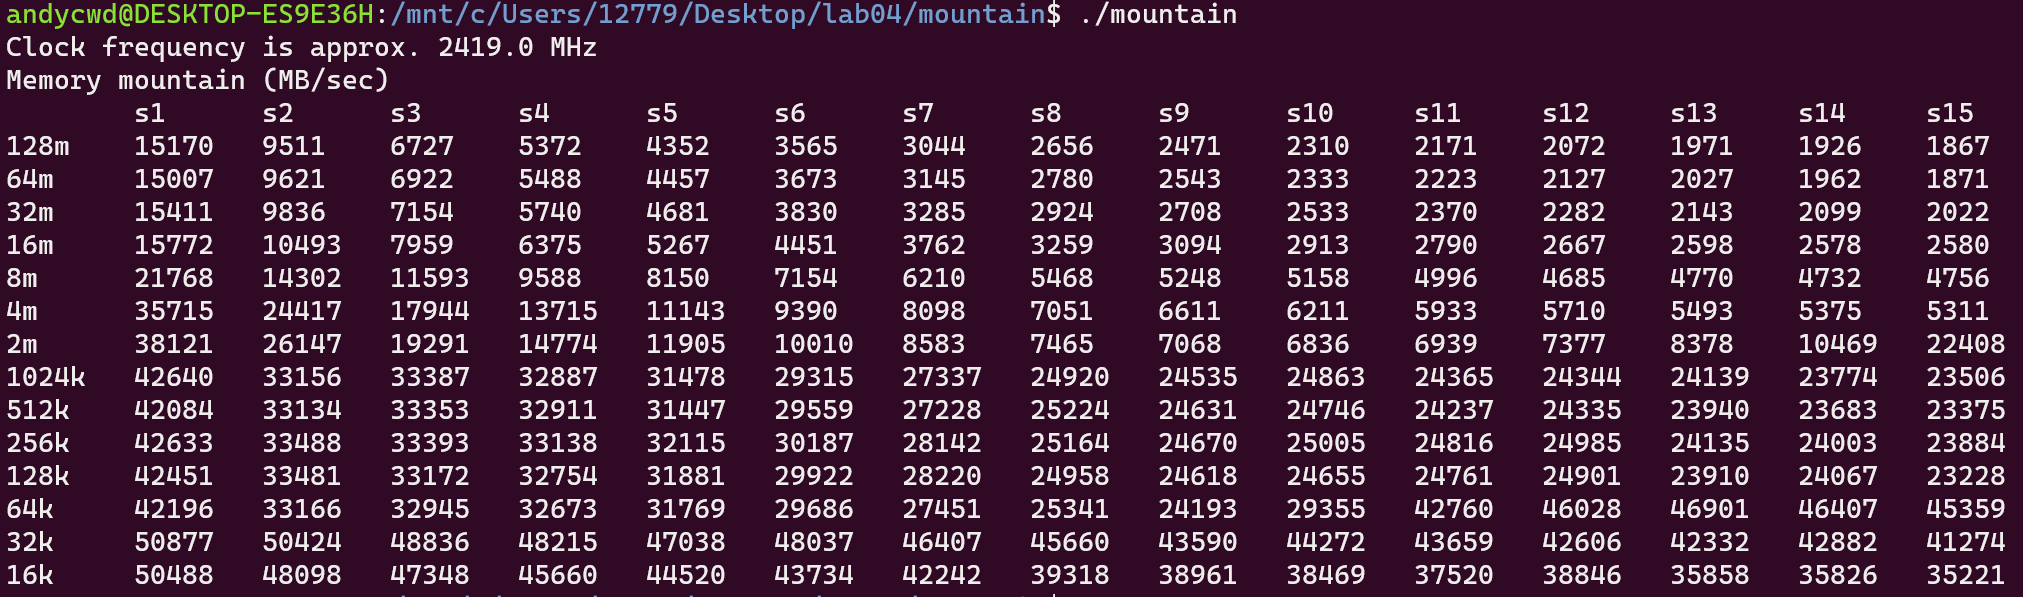 andycwd@DESKTOP-ES9E36H:/mnt/c/Users/12779/Desktop/lab04/mountain$ ./mountain
Clock frequency is approx. 2419.0 MHz
Memory mountain (MB/sec)
	s1	s2	s3	s4	s5	s6	s7	s8	s9	s10	s11	s12	s13	s14	s15
128m	15170	9511	6727	5372	4352	3565	3044	2656	2471	2310	2171	2072	1971	1926	1867
64m	15007	9621	6922	5488	4457	3673	3145	2780	2543	2333	2223	2127	2027	1962	1871
32m	15411	9836	7154	5740	4681	3830	3285	2924	2708	2533	2370	2282	2143	2099	2022
16m	15772	10493	7959	6375	5267	4451	3762	3259	3094	2913	2790	2667	2598	2578	2580
8m	21768	14302	11593	9588	8150	7154	6210	5468	5248	5158	4996	4685	4770	4732	4756
4m	35715	24417	17944	13715	11143	9390	8098	7051	6611	6211	5933	5710	5493	5375	5311
2m	38121	26147	19291	14774	11905	10010	8583	7465	7068	6836	6939	7377	8378	10469	22408
1024k	42640	33156	33387	32887	31478	29315	27337	24920	24535	24863	24365	24344	24139	23774	23506
512k	42084	33134	33353	32911	31447	29559	27228	25224	24631	24746	24237	24335	23940	23683	23375
256k	42633	33488	33393	33138	32115	30187	28142	25164	24670	25005	24816	24985	24135	24003	23884
128k	42451	33481	33172	32754	31881	29922	28220	24958	24618	24655	24761	24901	23910	24067	23228
64k	42196	33166	32945	32673	31769	29686	27451	25341	24193	29355	42760	46028	46901	46407	45359
32k	50877	50424	48836	48215	47038	48037	46407	45660	43590	44272	43659	42606	42332	42882	41274
16k	50488	48098	47348	45660	44520	43734	42242	39318	38961	38469	37520	38846	35858	35826	35221